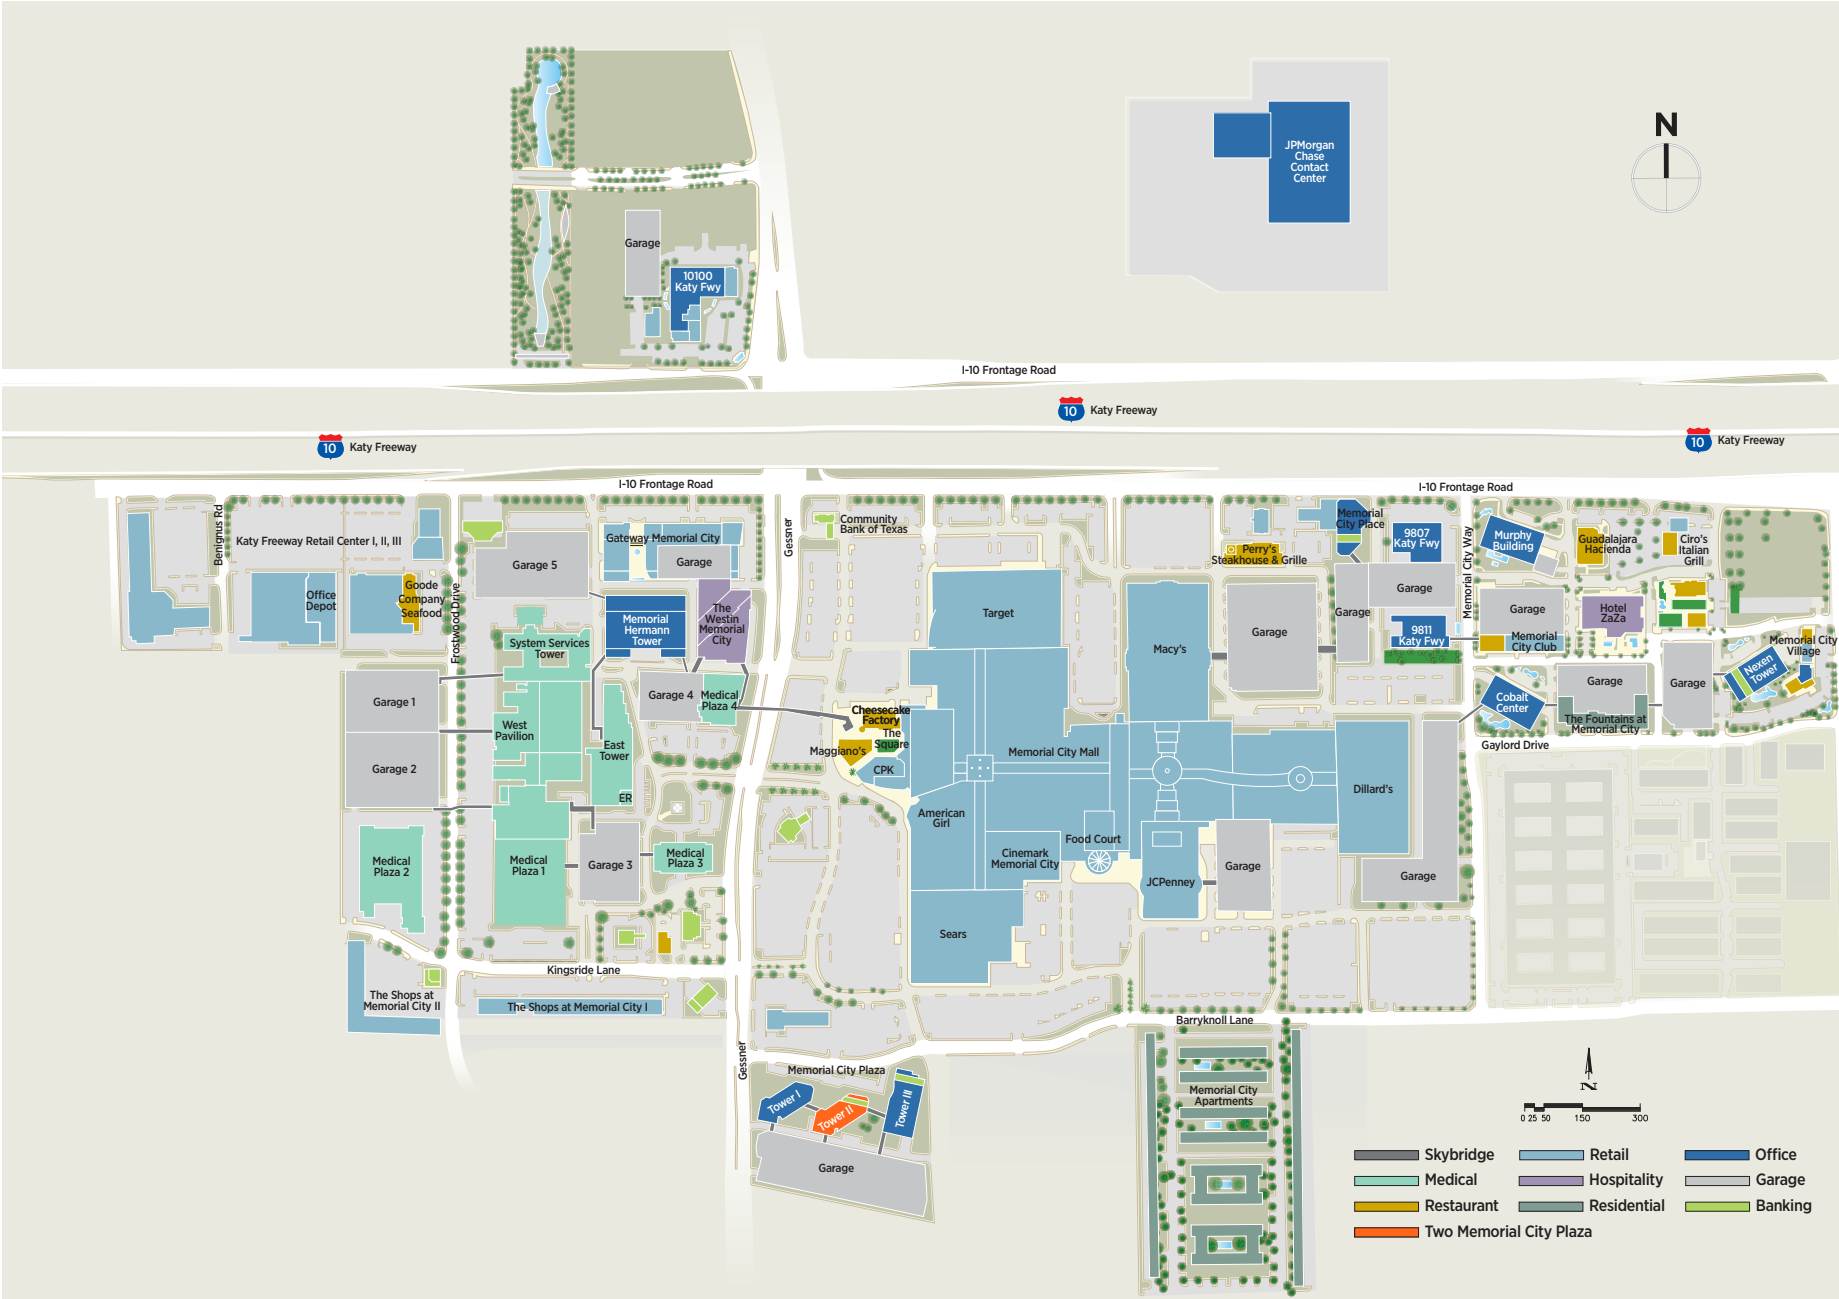 N
JPMorgan
Chase
Contact
Center
Garage
10100
Katy Fwy
I-10 Frontage Road
10 Katy Freeway
10 Katy Freeway
10 Katy Freeway
I-10 Frontage Road
I-10 Frontage Road
Benignus Rd
Katy Freeway Retail Center I, II, III
Office
Depot
Goode
Company
Seafood
Frostwood Drive
Garage 5
Gateway Memorial City
Garage
Gessner
Community
Bank of Texas
Perry's
Steakhouse & Grille
Memorial
City Place
9807
Katy Fwy
Memorial City Way
Murphy
Building
Guadalajara
Hacienda
Ciro's
Italian
Grill
Memorial
Hermann
Tower
The
Westin
Memorial
City
Target
Macy's
Garage
Garage
Garage
9811
Katy Fwy
Garage
Memorial
City Club
Hotel
ZaZa
Memorial City
Village
Nexen
Tower
System Services
Tower
Garage 1
Garage 2
West
Pavilion
East
Tower
ER
Garage 4
Medical
Plaza 4
Cheesecake
Factory
The
Square
Maggiano's
CPK
Memorial City Mall
Cobalt
Center
Garage
The Fountains at
Memorial City
Garage
Gaylord Drive
American
Girl
Food Court
Cinemark
Memorial City
Dillard's
JCPenney
Garage
Garage
Medical
Plaza 2
Medical
Plaza 1
Garage 3
Medical
Plaza 3
Sears
Kingsride Lane
The Shops at
Memorial City II
The Shops at Memorial City I
Gessner
Barryknoll Lane
Memorial City Plaza
Tower I
Tower II
Tower III
Garage
Memorial City
Apartments
N
0 25 50 150 300
Skybridge
Retail
Office
Medical
Hospitality
Garage
Restaurant
Residential
Banking
Two Memorial City Plaza